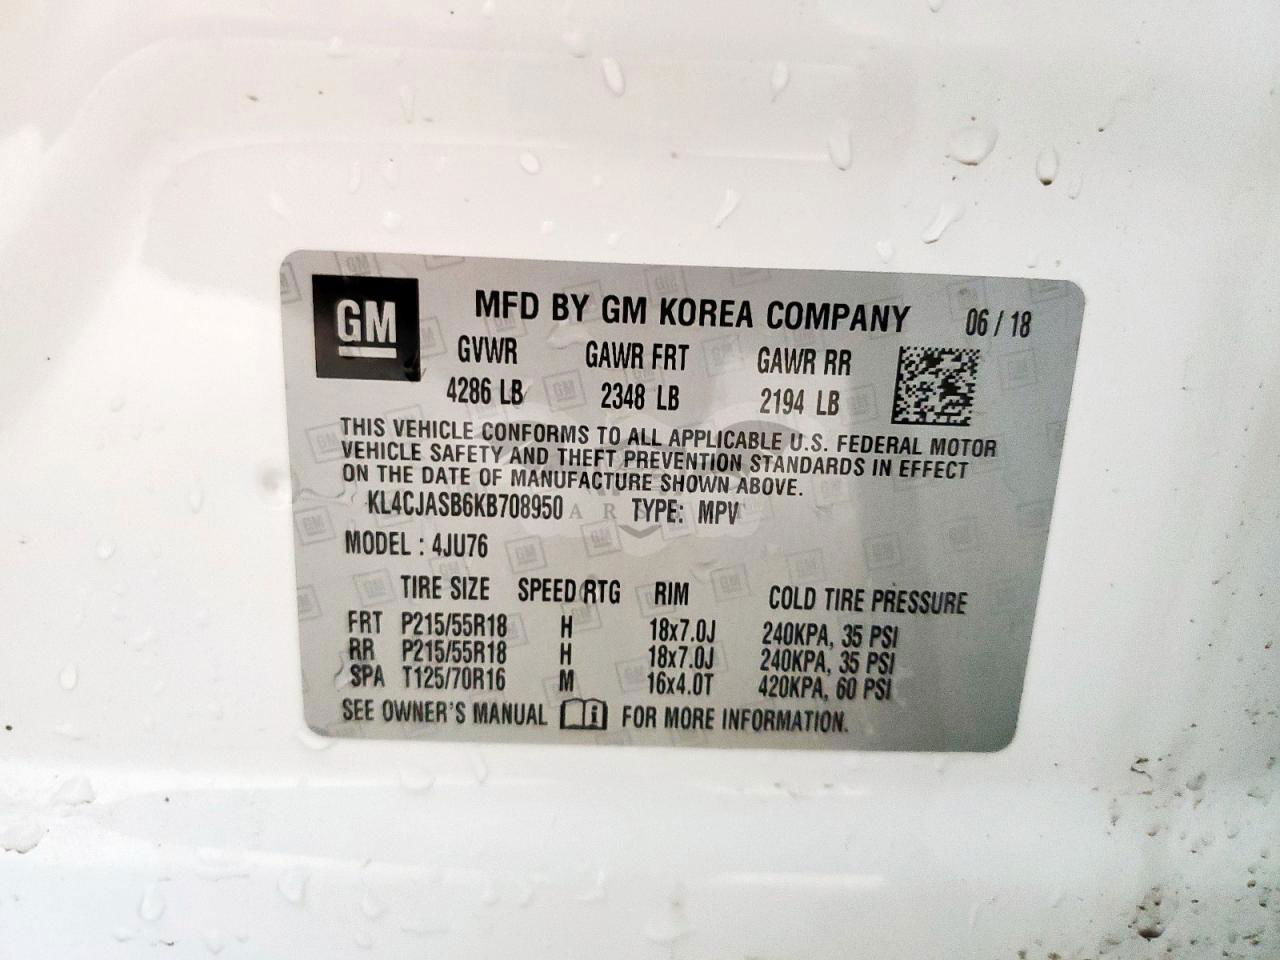 GM
MFD BY GM KOREA COMPANY 06 / 18
GVWR GAWR FRT GAWR RR
4286 LB 2348 LB 2194 LB
THIS VEHICLE CONFORMS TO ALL APPLICABLE U.S. FEDERAL MOTOR
VEHICLE SAFETY AND THEFT PREVENTION STANDARDS IN EFFECT
ON THE DATE OF MANUFACTURE SHOWN ABOVE.
KL4CJASB6KB708950 TYPE: MPV
MODEL : 4JU76
TIRE SIZE SPEED RTG RIM COLD TIRE PRESSURE
FRT P215/55R18 H 18x7.0J 240KPA, 35 PSI
RR P215/55R18 H 18x7.0J 240KPA, 35 PSI
SPA T125/70R16 M 16x4.0T 420KPA, 60 PSI
SEE OWNER'S MANUAL i FOR MORE INFORMATION.